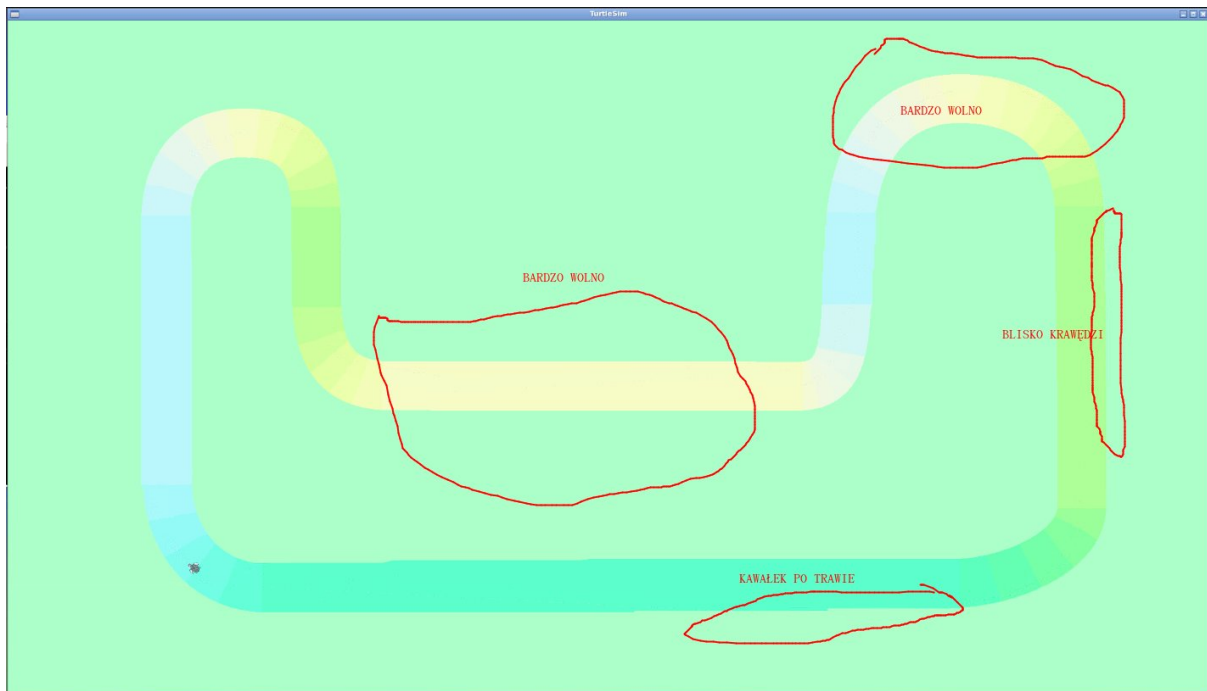 TurtleSim
BARDZO WOLNO
BARDZO WOLNO
BLISKO KRAWĘDZI
KAWAŁEK PO TRAWIE